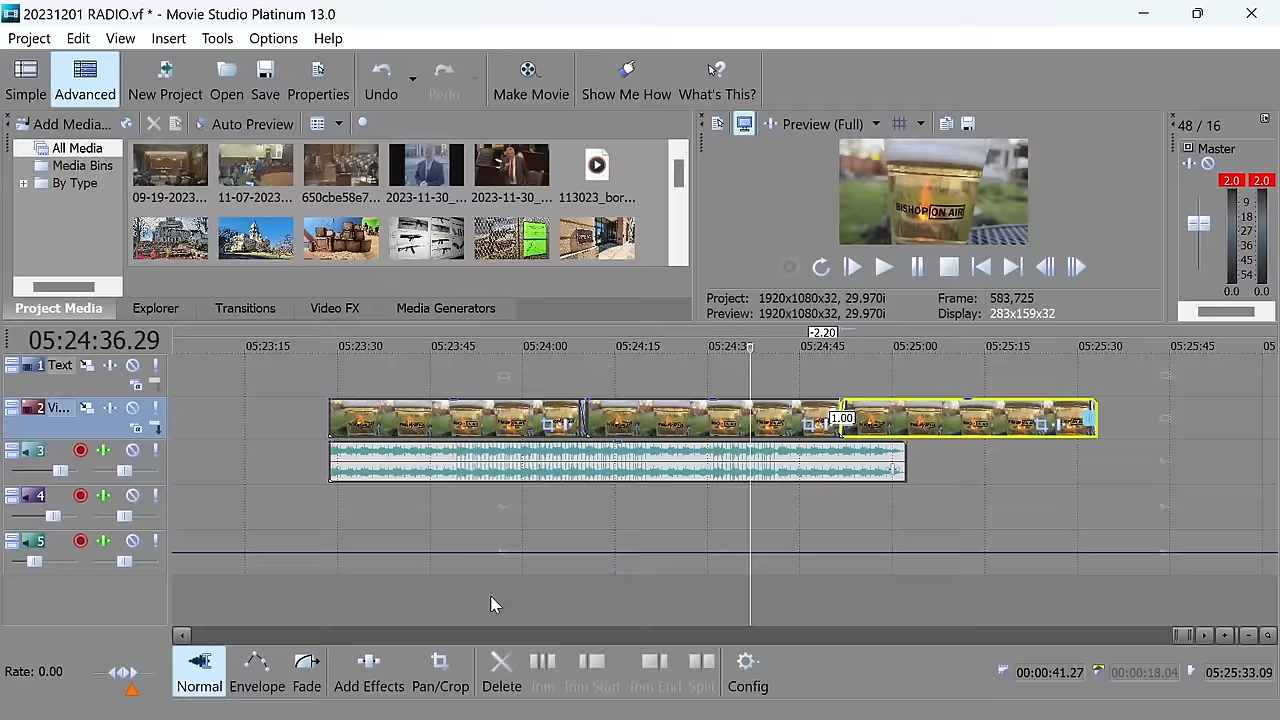 20231201 RADIO.vf * - Movie Studio Platinum 13.0
Project Edit View Insert Tools Options Help
Simple Advanced New Project Open Save Properties Undo Redo Make Movie Show Me How What's This?
Add Media... Auto Preview Preview (Full) 48 / 16
All Media
Media Bins
By Type
Master
2.0 2.0
09-19-2023... 11-07-2023... 650cbe58e7... 2023-11-30_... 2023-11-30_... 113023_bor...
BISHOP ON AIR
9
18
27
36
45
54
0.0 0.0
Project Media Explorer Transitions Video FX Media Generators
Project: 1920x1080x32, 29.970i Frame: 583,725
Preview: 1920x1080x32, 29.970i Display: 283x159x32
05:24:36.29
-2.20
05:23:15 05:23:30 05:23:45 05:24:00 05:24:15 05:24:3 05:24:45 05:25:00 05:25:15 05:25:30 05:25:45 05
1 Text
2 Vi...
1.00
3
4
5
Rate: 0.00
Normal Envelope Fade Add Effects Pan/Crop Delete Trim Trim Start Trim End Split Config
00:00:41.27 00:00:18.04 05:25:33.09